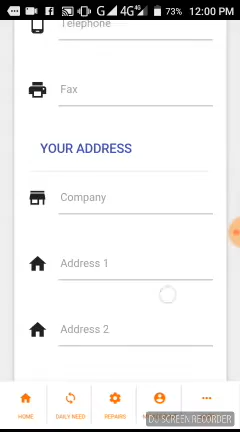 G 4G 73% 12:00 PM
Telephone
Fax
YOUR ADDRESS
Company
Address 1
Address 2
HOME DAILY NEED REPAIRS
DU SCREEN RECORDER